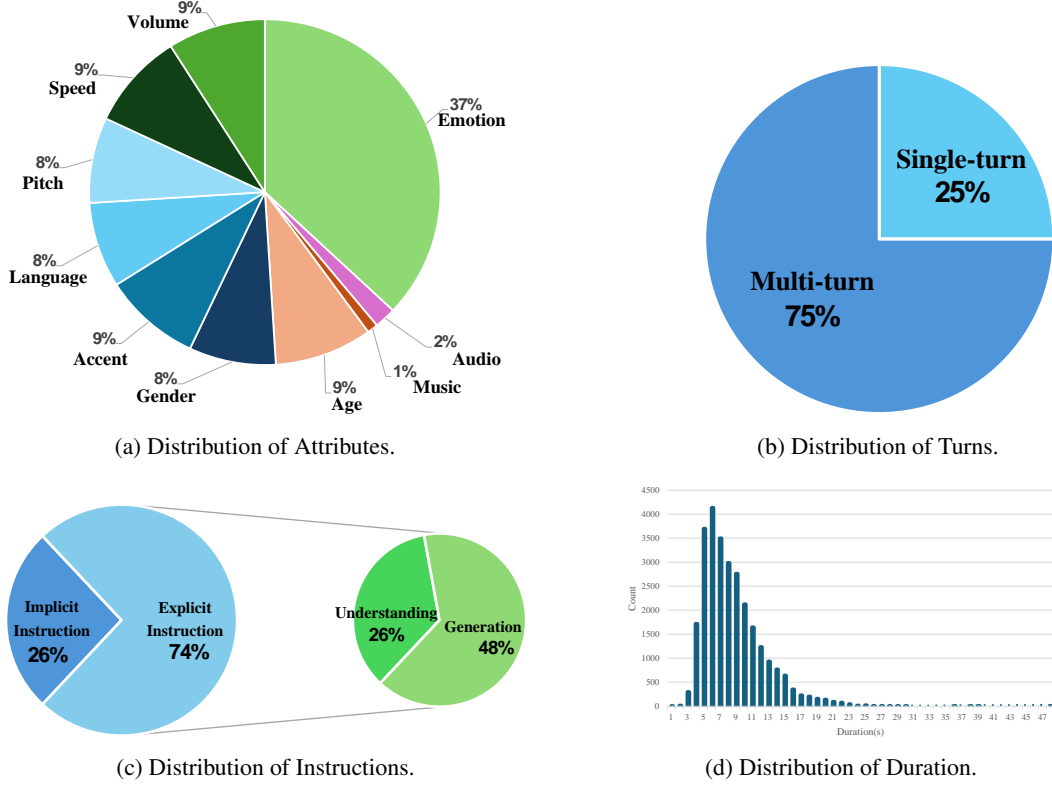 9%
Volume
9%
Speed
37%
Emotion
8%
Pitch
8%
Language
9%
Accent
8%
Gender
9%
Age
1%
Music
2%
Audio
(a) Distribution of Attributes.
Single-turn
25%
Multi-turn
75%
(b) Distribution of Turns.
Implicit
Instruction
26%
Explicit
Instruction
74%
Understanding
26%
Generation
48%
(c) Distribution of Instructions.
4500
4000
3500
3000
2500
2000
1500
1000
500
0
Count
1 3 5 7 9 11 13 15 17 19 21 23 25 27 29 31 33 35 37 39 41 43 45 47
Duration(s)
(d) Distribution of Duration.